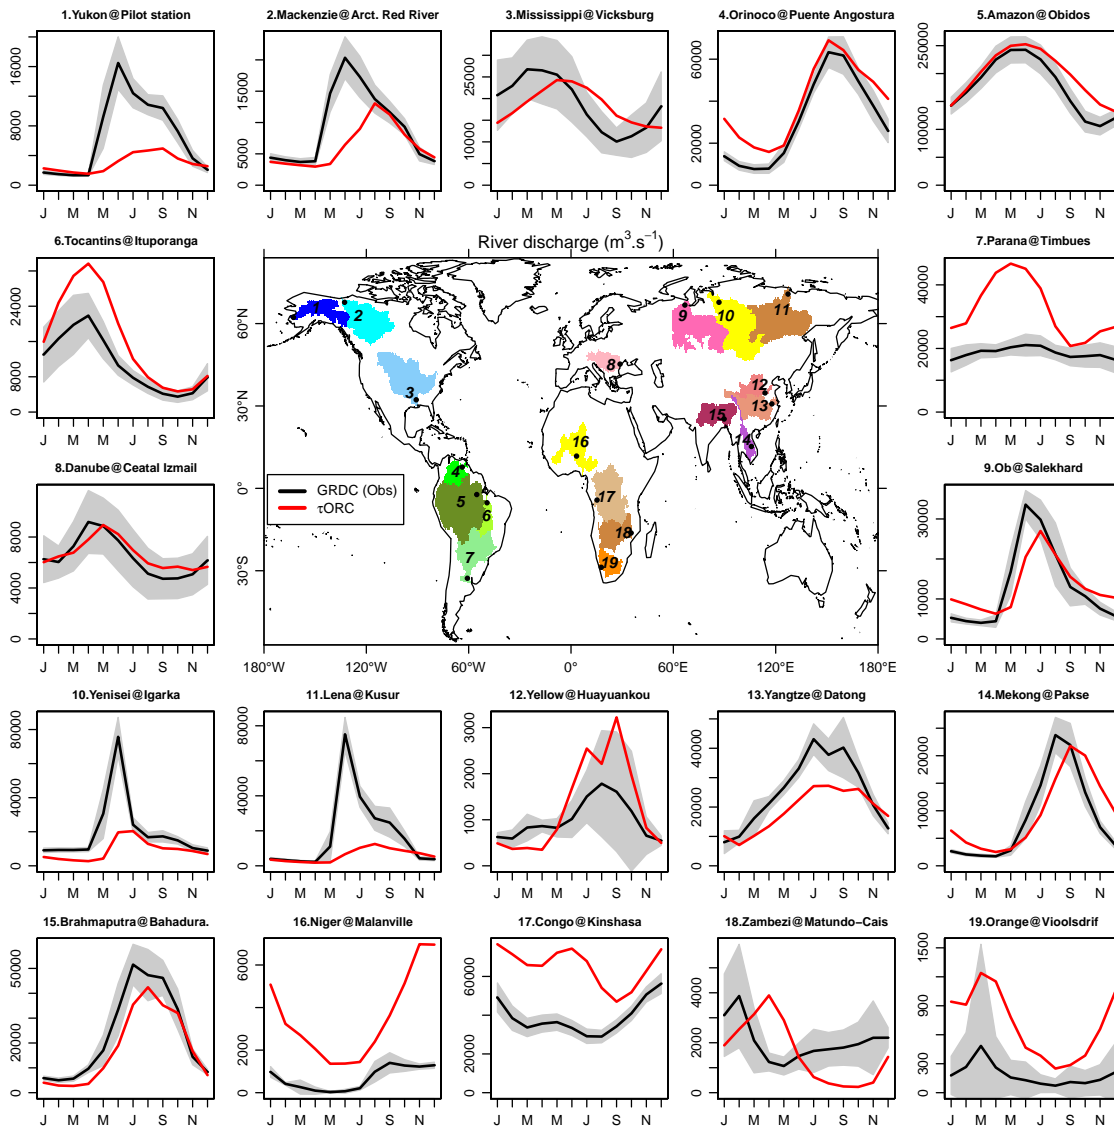 1.Yukon@Pilot station
2.Mackenzie@Arct. Red River
3.Mississippi@Vicksburg
4.Orinoco@Puente Angostura
5.Amazon@Obidos
0 8000 16000
J M M J S N
5000 15000 25000
J M M J S N
0 10000 20000
J M M J S N
0 20000 40000 60000
J M M J S N
0 100000 250000
J M M J S N
6.Tocantins@Ituporanga
0 8000 24000
J M M J S N
River discharge (m³.s⁻¹)
60°N
30°N
0°
30°S
180°W 120°W 60°W 0° 60°E 120°E 180°E
1 2 3 4 5 6 7 8 9 10 11 12 13 14 15 16 17 18 19
GRDC (Obs)
τORC
7.Parana@Timbues
0 20000 40000
J M M J S N
8.Danube@Ceatal Izmail
0 4000 8000
J M M J S N
9.Ob@Salekhard
0 10000 30000
J M M J S N
10.Yenisei@Igarka
11.Lena@Kusur
12.Yellow@Huayuankou
13.Yangtze@Datong
14.Mekong@Pakse
0 40000 80000
J M M J S N
0 40000 80000
J M M J S N
0 1000 2000 3000
J M M J S N
0 20000 40000
J M M J S N
0 10000 20000
J M M J S N
15.Brahmaputra@Bahadura.
16.Niger@Malanville
17.Congo@Kinshasa
18.Zambezi@Matundo−Cais
19.Orange@Vioolsdrif
0 20000 50000
J M M J S N
0 2000 6000
J M M J S N
0 20000 60000
J M M J S N
0 2000 4000
J M M J S N
0 300 900 1500
J M M J S N